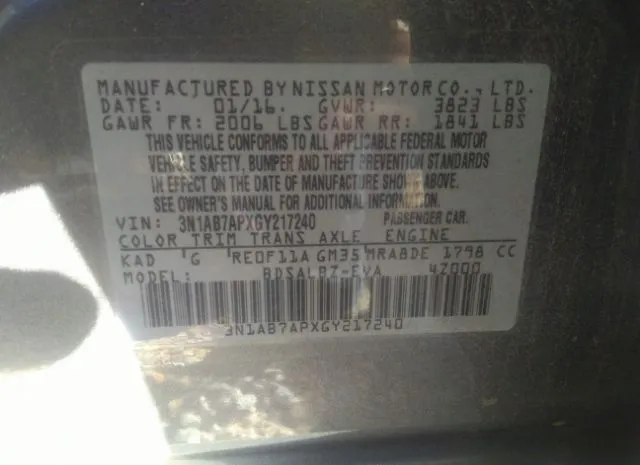 MANUFACTURED BY NISSAN MOTOR CO., LTD.
DATE: 01/16. GVWR: 3823 LBS
GAWR FR: 2006 LBS GAWR RR: 1841 LBS
THIS VEHICLE CONFORMS TO ALL APPLICABLE FEDERAL MOTOR
VEHICLE SAFETY, BUMPER AND THEFT PREVENTION STANDARDS
IN EFFECT ON THE DATE OF MANUFACTURE SHOWN ABOVE.
SEE OWNER'S MANUAL FOR ADDITIONAL INFORMATION.
VIN: 3N1AB7APXGY217240 PASSENGER CAR.
COLOR TRIM TRANS AXLE ENGINE
KAD G RE0F11A GM35 MRA8DE 1798 CC
BDSALBZ-EVA 4Z000
3N1AB7APXGY217240